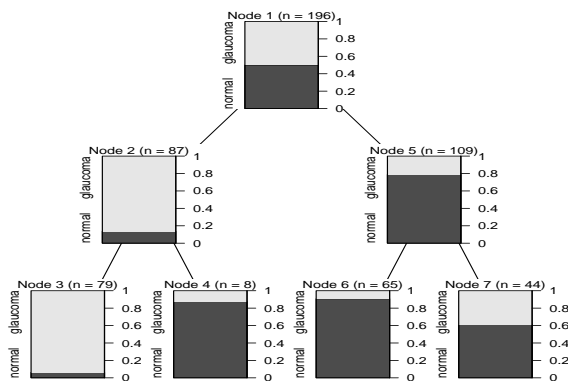 Node 1 (n = 196)
glaucoma
normal
1
0.8
0.6
0.4
0.2
0
Node 2 (n = 87)
glaucoma
normal
1
0.8
0.6
0.4
0.2
0
Node 5 (n = 109)
glaucoma
normal
1
0.8
0.6
0.4
0.2
0
Node 3 (n = 79)
glaucoma
normal
1
0.8
0.6
0.4
0.2
0
Node 4 (n = 8)
glaucoma
normal
1
0.8
0.6
0.4
0.2
0
Node 6 (n = 65)
glaucoma
normal
1
0.8
0.6
0.4
0.2
0
Node 7 (n = 44)
glaucoma
normal
1
0.8
0.6
0.4
0.2
0